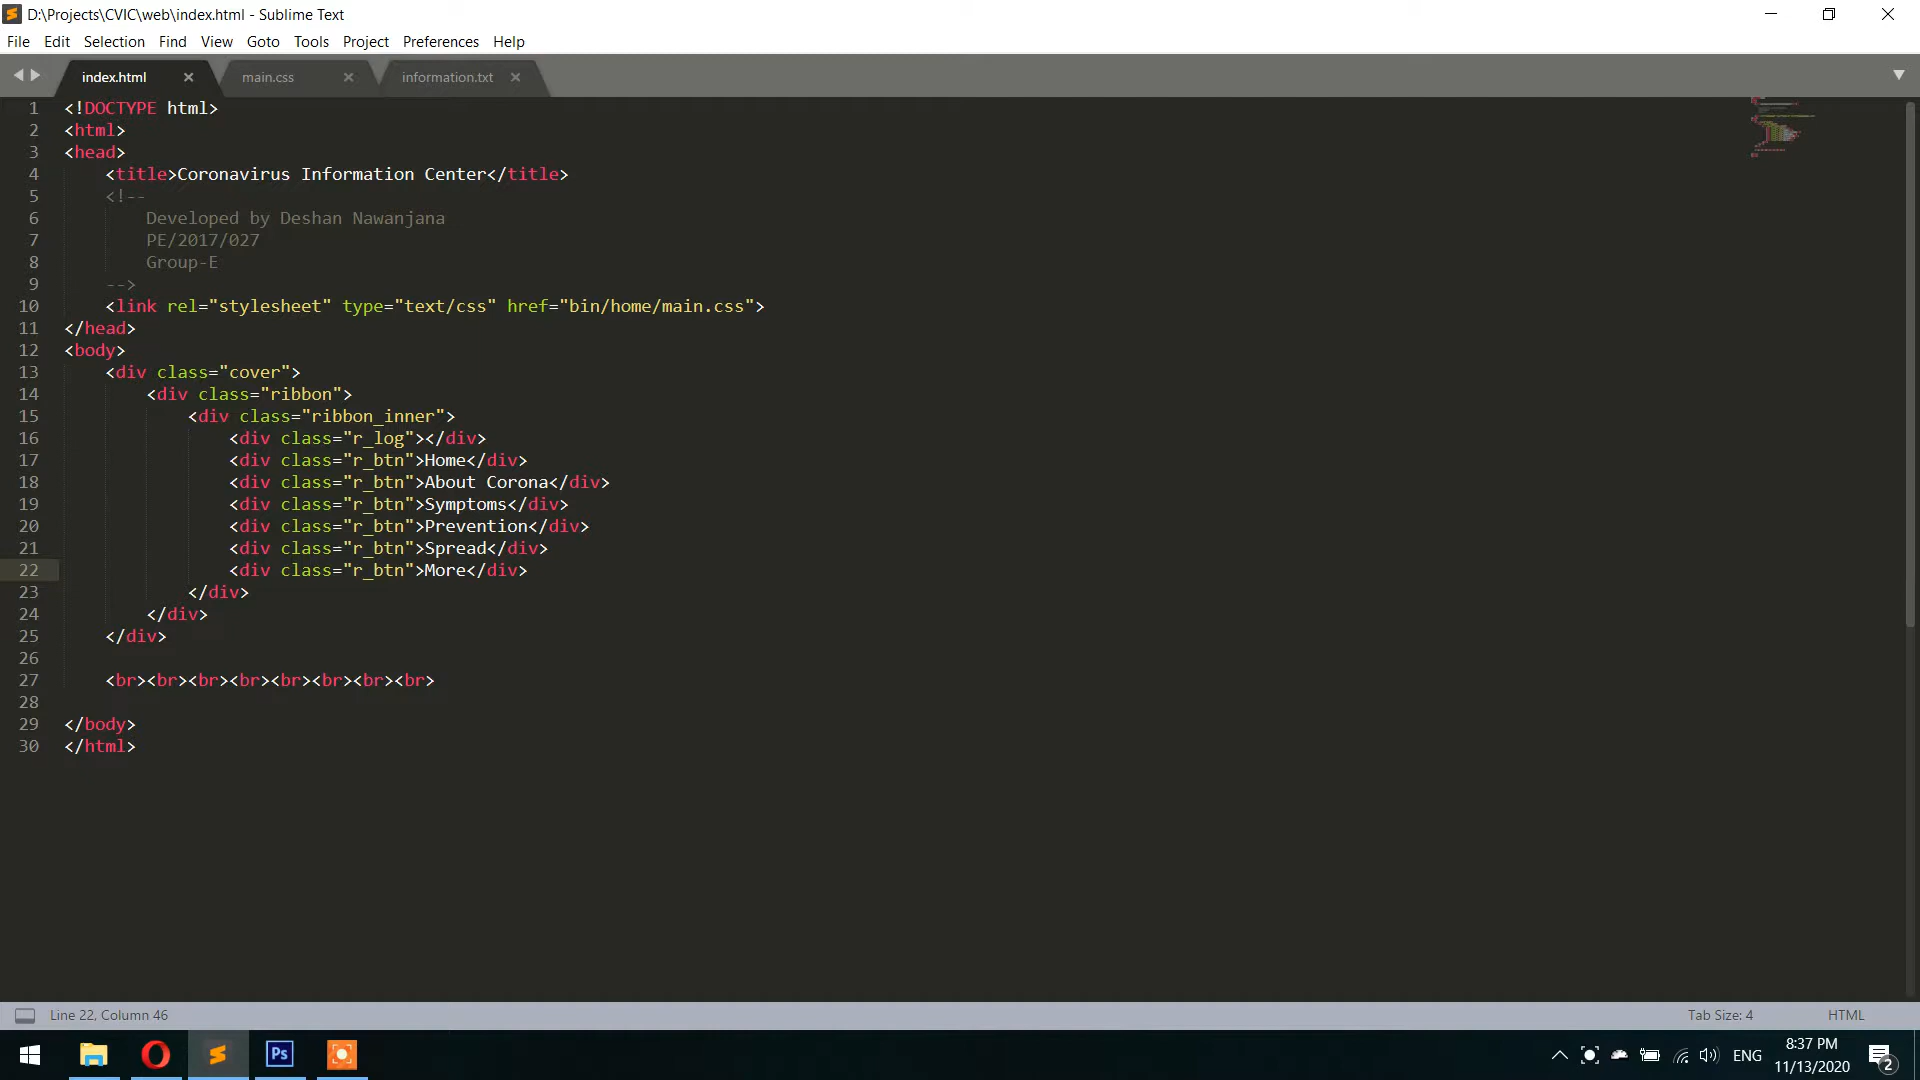 D:\Projects\CVIC\web\index.html - Sublime Text
File Edit Selection Find View Goto Tools Project Preferences Help
index.html main.css information.txt
1 <!DOCTYPE html>
2 <html>
3 <head>
4 <title>Coronavirus Information Center</title>
5 <!--
6 Developed by Deshan Nawanjana
7 PE/2017/027
8 Group-E
9 -->
10 <link rel="stylesheet" type="text/css" href="bin/home/main.css">
11 </head>
12 <body>
13 <div class="cover">
14 <div class="ribbon">
15 <div class="ribbon_inner">
16 <div class="r_log"></div>
17 <div class="r_btn">Home</div>
18 <div class="r_btn">About Corona</div>
19 <div class="r_btn">Symptoms</div>
20 <div class="r_btn">Prevention</div>
21 <div class="r_btn">Spread</div>
22 <div class="r_btn">More</div>
23 </div>
24 </div>
25 </div>
26
27 <br><br><br><br><br><br><br><br>
28
29 </body>
30 </html>
Line 22, Column 46 Tab Size: 4 HTML
Ps ENG 8:37 PM
11/13/2020 2